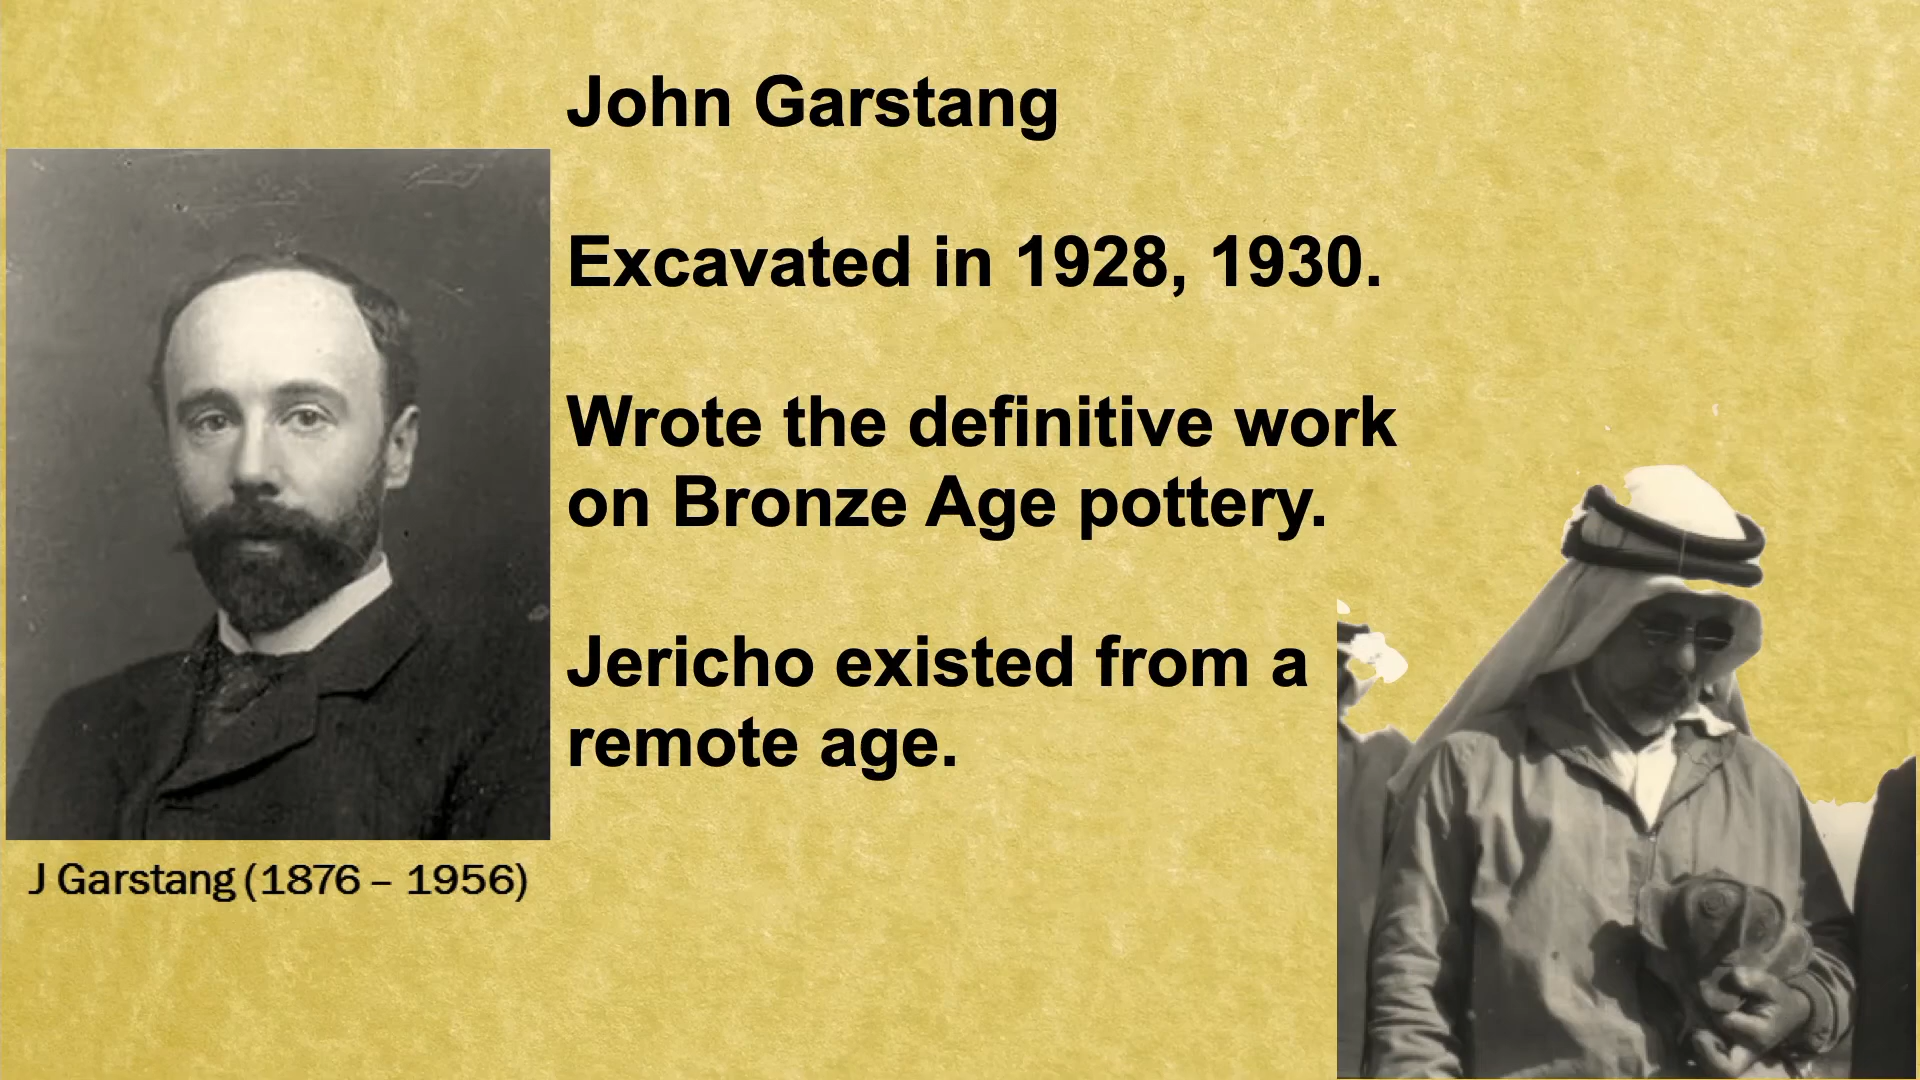 John Garstang
Excavated in 1928, 1930.
Wrote the definitive work
on Bronze Age pottery.
Jericho existed from a
remote age.
J Garstang (1876 – 1956)